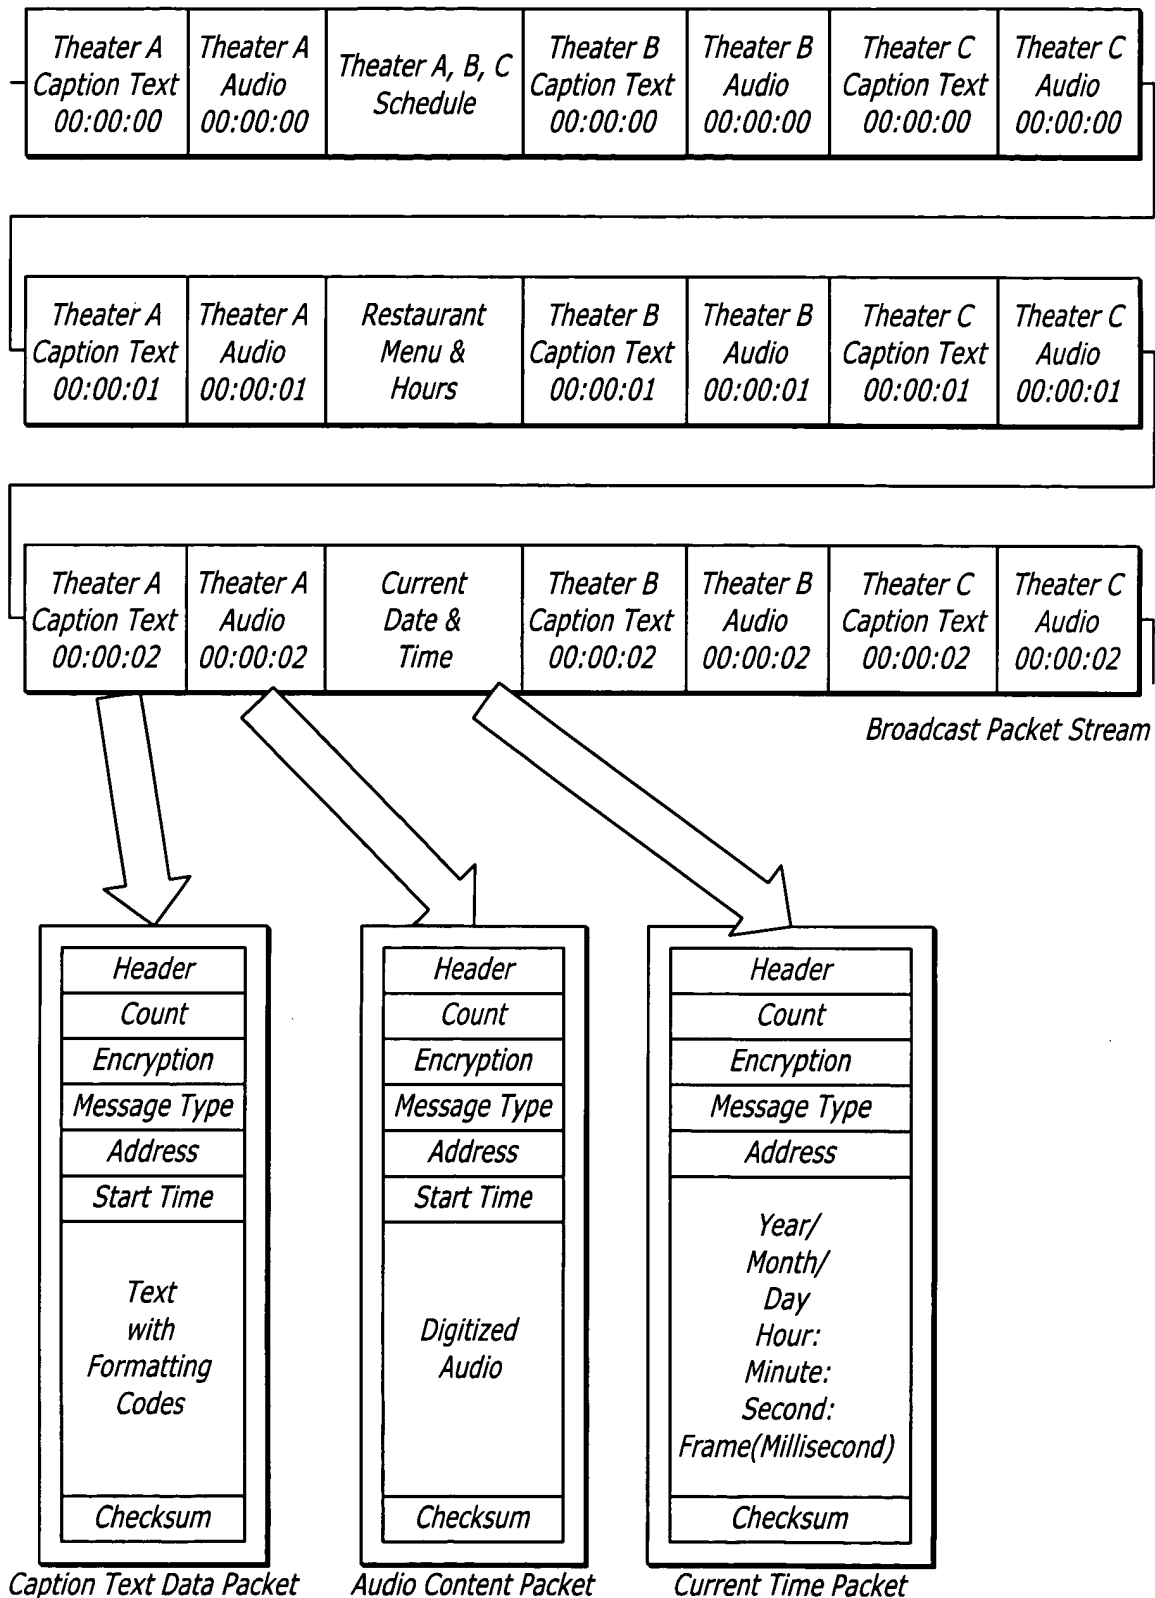 Theater A
Caption Text
00:00:00
Theater A
Audio
00:00:00
Theater A, B, C
Schedule
Theater B
Caption Text
00:00:00
Theater B
Audio
00:00:00
Theater C
Caption Text
00:00:00
Theater C
Audio
00:00:00
Theater A
Caption Text
00:00:01
Theater A
Audio
00:00:01
Restaurant
Menu &
Hours
Theater B
Caption Text
00:00:01
Theater B
Audio
00:00:01
Theater C
Caption Text
00:00:01
Theater C
Audio
00:00:01
Theater A
Caption Text
00:00:02
Theater A
Audio
00:00:02
Current
Date &
Time
Theater B
Caption Text
00:00:02
Theater B
Audio
00:00:02
Theater C
Caption Text
00:00:02
Theater C
Audio
00:00:02
Broadcast Packet Stream
Header
Count
Encryption
Message Type
Address
Start Time
Text
with
Formatting
Codes
Checksum
Caption Text Data Packet
Header
Count
Encryption
Message Type
Address
Start Time
Digitized
Audio
Checksum
Audio Content Packet
Header
Count
Encryption
Message Type
Address
Year/
Month/
Day
Hour:
Minute:
Second:
Frame(Millisecond)
Checksum
Current Time Packet